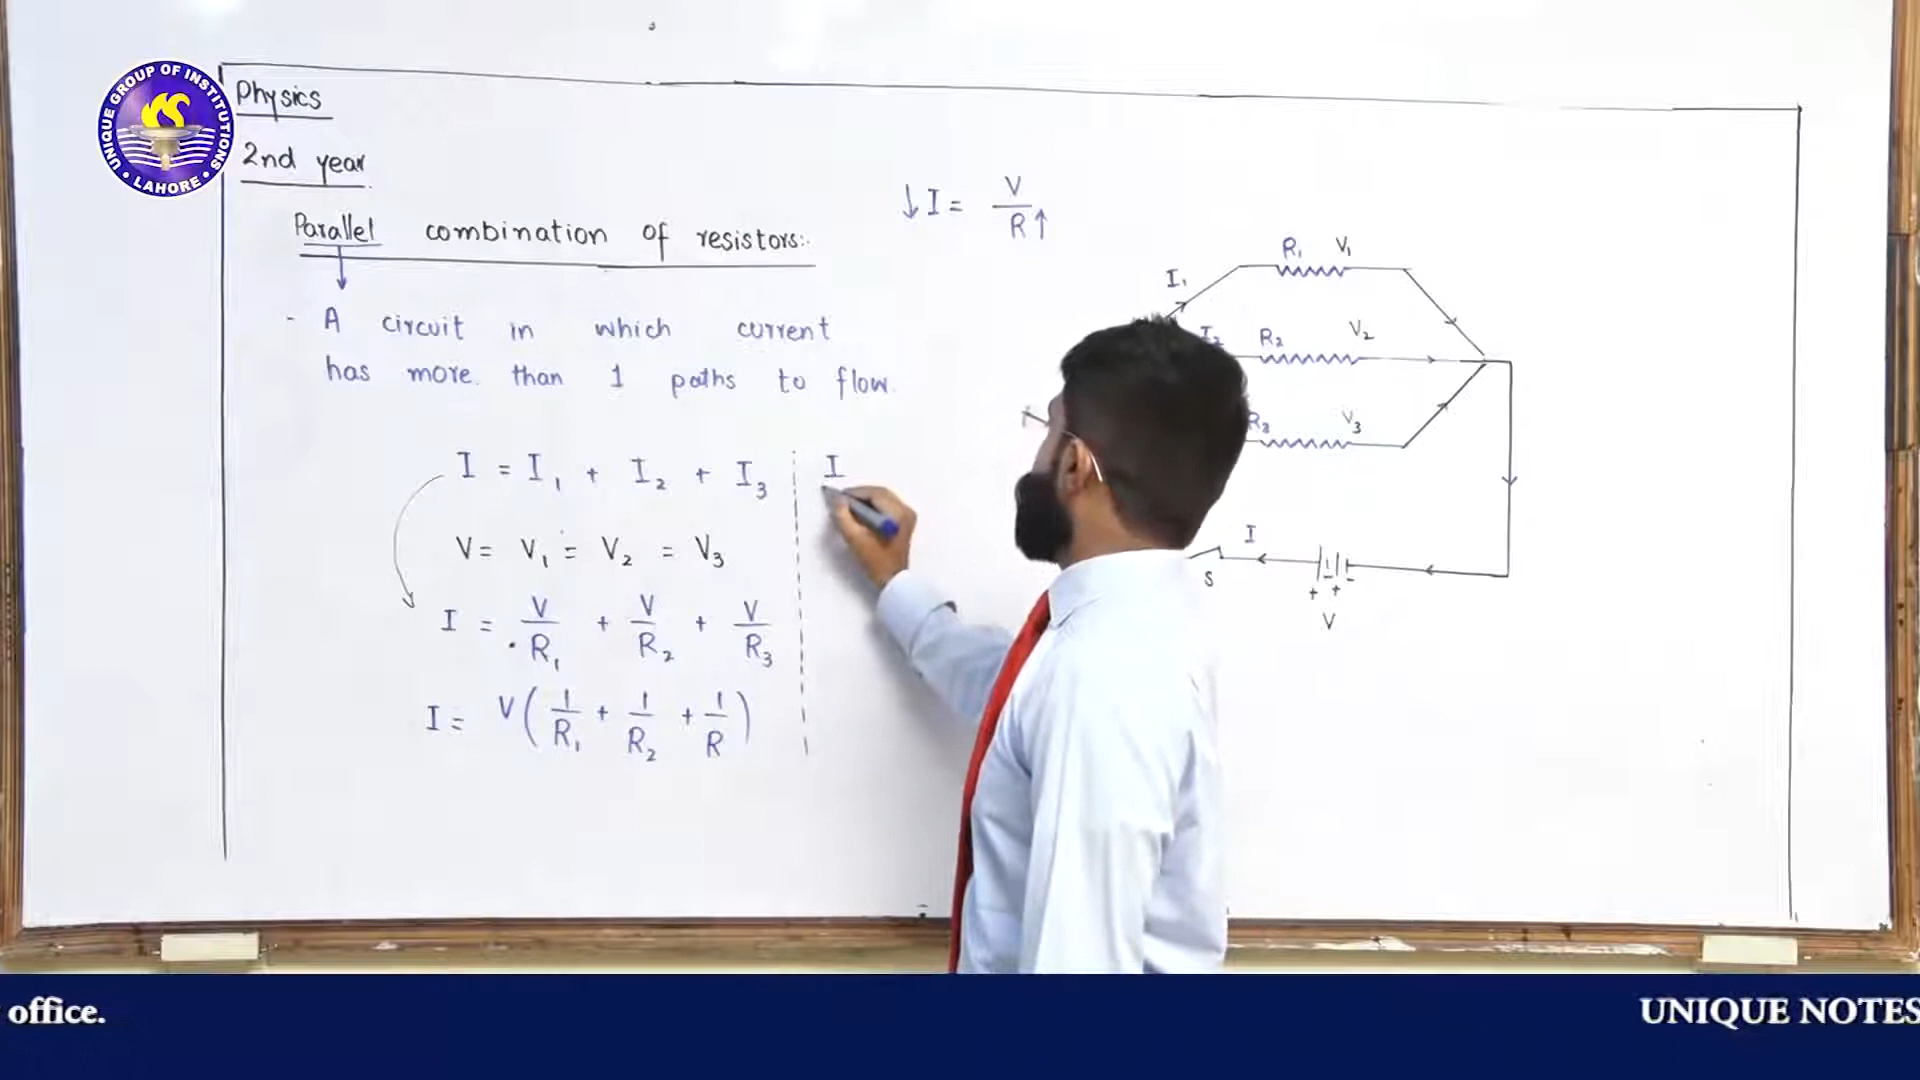 UNIQUE GROUP OF INSTITUTIONS
• LAHORE •
Physics
2nd year
Parallel combination of resistors:-
- A circuit in which current
has more than 1 paths to flow.
I = I₁ + I₂ + I₃
V = V₁ = V₂ = V₃
I = V/R₁ + V/R₂ + V/R₃
I = V(1/R₁ + 1/R₂ + 1/R)
I
↓I = V/R↑
R₁ V₁
I₁
I₂ R₂ V₂
R₃ V₃
I
S
+ +
V
office.
UNIQUE NOTES